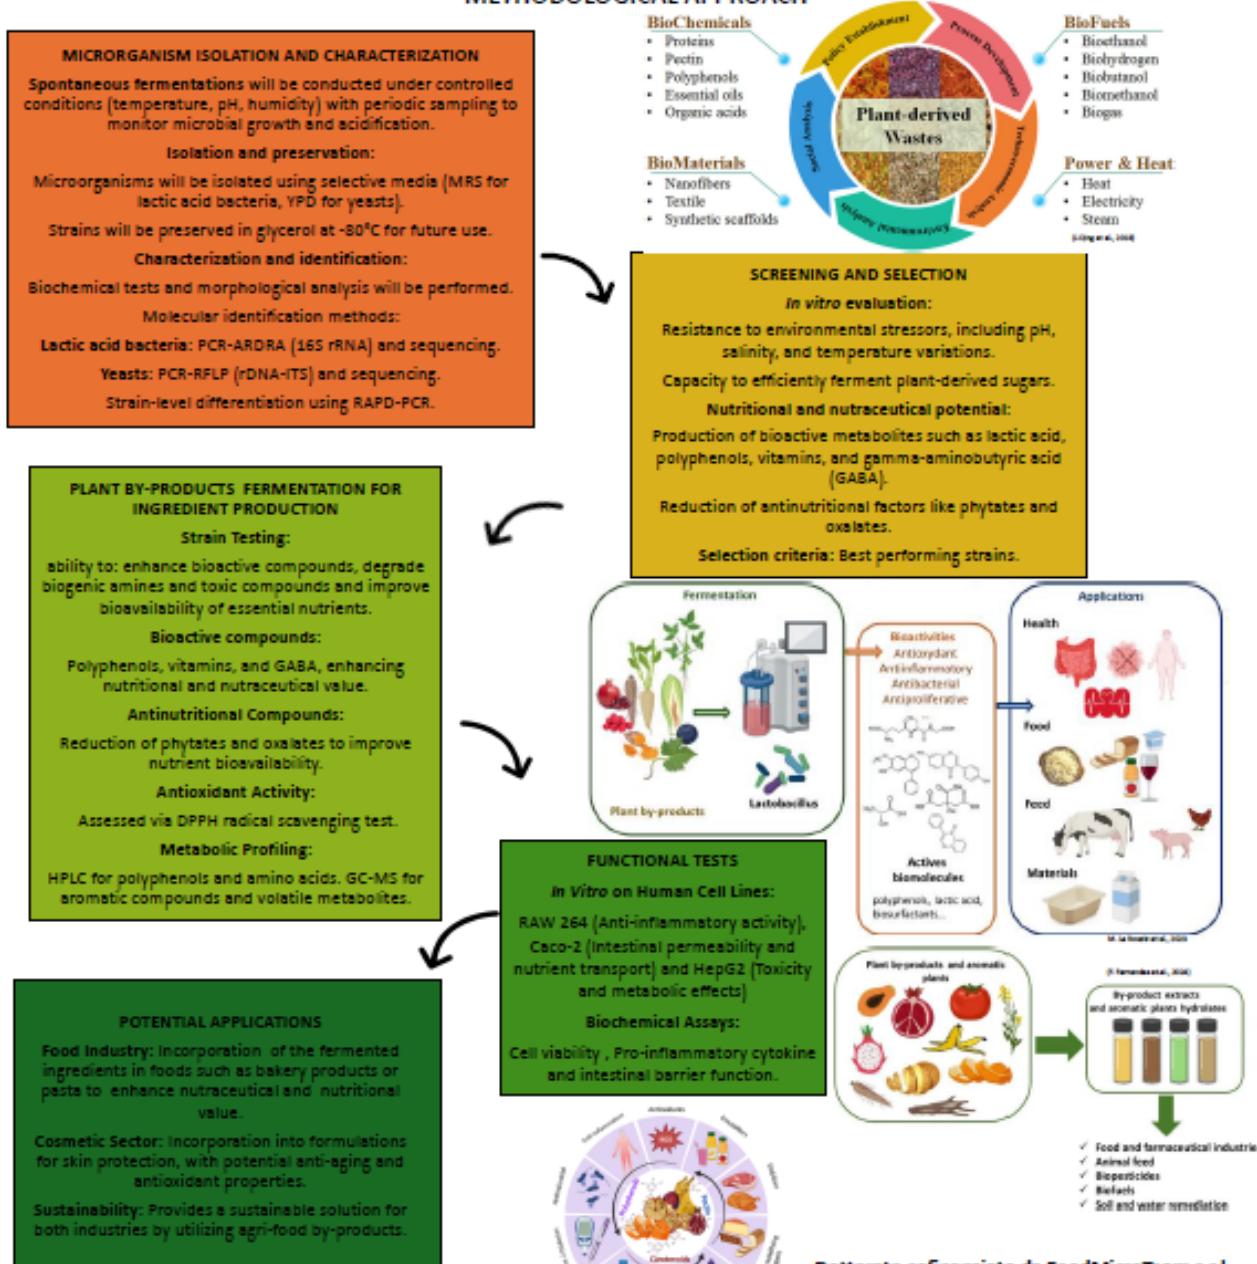 METHODOLOGICAL APPROACH
MICRORGANISM ISOLATION AND CHARACTERIZATION
Spontaneous fermentations will be conducted under controlled
conditions (temperature, pH, humidity) with periodic sampling to
monitor microbial growth and acidification.
Isolation and preservation:
Microorganisms will be isolated using selective media (MRS for
lactic acid bacteria, YPD for yeasts).
Strains will be preserved in glycerol at -80°C for future use.
Characterization and identification:
Biochemical tests and morphological analysis will be performed.
Molecular identification methods:
Lactic acid bacteria: PCR-ARDRA (16S rRNA) and sequencing.
Yeasts: PCR-RFLP (rDNA-ITS) and sequencing.
Strain-level differentiation using RAPD-PCR.
BioChemicals
• Proteins
• Pectin
• Polyphenols
• Essential oils
• Organic acids
BioMaterials
• Nanofibers
• Textile
• Synthetic scaffolds
Policy Establishment
Process Development
Technoeconomic Analysis
Environmental Analysis
Social Analysis
Plant-derived
Wastes
BioFuels
• Bioethanol
• Biohydrogen
• Biobutanol
• Biomethanol
• Biogas
Power & Heat
• Heat
• Electricity
• Steam
SCREENING AND SELECTION
In vitro evaluation:
Resistance to environmental stressors, including pH,
salinity, and temperature variations.
Capacity to efficiently ferment plant-derived sugars.
Nutritional and nutraceutical potential:
Production of bioactive metabolites such as lactic acid,
polyphenols, vitamins, and gamma-aminobutyric acid
(GABA).
Reduction of antinutritional factors like phytates and
oxalates.
Selection criteria: Best performing strains.
PLANT BY-PRODUCTS FERMENTATION FOR
INGREDIENT PRODUCTION
Strain Testing:
ability to: enhance bioactive compounds, degrade
biogenic amines and toxic compounds and improve
bioavailability of essential nutrients.
Bioactive compounds:
Polyphenols, vitamins, and GABA, enhancing
nutritional and nutraceutical value.
Antinutritional Compounds:
Reduction of phytates and oxalates to improve
nutrient bioavailability.
Antioxidant Activity:
Assessed via DPPH radical scavenging test.
Metabolic Profiling:
HPLC for polyphenols and amino acids. GC-MS for
aromatic compounds and volatile metabolites.
Fermentation
Plant by-products
Lactobacillus
Bioactivities
Antioxydant
Antiinflammatory
Antibacterial
Antiproliferative
Actives
biomolecules
polyphenols, lactic acid,
biosurfactants...
Applications
Health
Food
Feed
Materials
FUNCTIONAL TESTS
In Vitro on Human Cell Lines:
RAW 264 (Anti-inflammatory activity),
Caco-2 (Intestinal permeability and
nutrient transport) and HepG2 (Toxicity
and metabolic effects)
Biochemical Assays:
Cell viability , Pro-inflammatory cytokine
and intestinal barrier function.
POTENTIAL APPLICATIONS
Food Industry: Incorporation of the fermented
ingredients in foods such as bakery products or
pasta to enhance nutraceutical and nutritional
value.
Cosmetic Sector: Incorporation into formulations
for skin protection, with potential anti-aging and
antioxidant properties.
Sustainability: Provides a sustainable solution for
both industries by utilizing agri-food by-products.
Plant by-products and aromatic
plants
By-product extracts
and aromatic plants hydrolates
✓ Food and farmaceutical industrie
✓ Animal feed
✓ Biopesticides
✓ Biofuels
✓ Soil and water remediation
Carotenoids